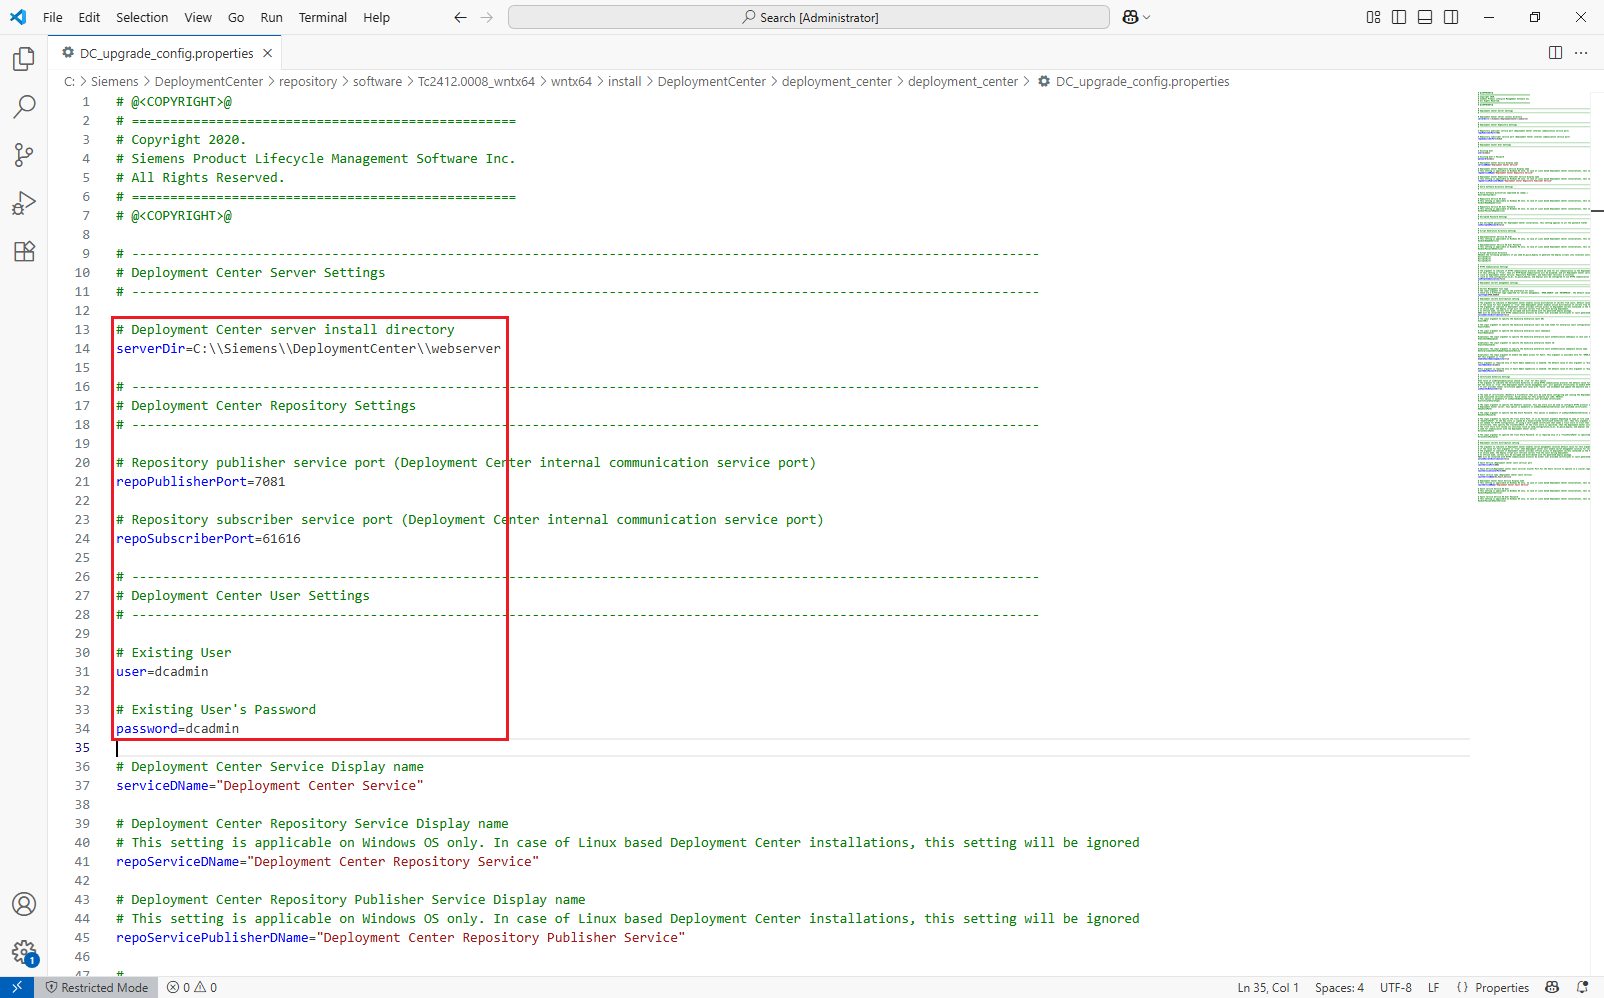 File Edit Selection View Go Run Terminal Help
Search [Administrator]
DC_upgrade_config.properties
C: > Siemens > DeploymentCenter > repository > software > Tc2412.0008_wntx64 > wntx64 > install > DeploymentCenter > deployment_center > deployment_center > DC_upgrade_config.properties
1 # @<COPYRIGHT>@
2 # ==================================================
3 # Copyright 2020.
4 # Siemens Product Lifecycle Management Software Inc.
5 # All Rights Reserved.
6 # ==================================================
7 # @<COPYRIGHT>@
8
9 # ----------------------------------------------------------------------------------------------------------------------
10 # Deployment Center Server Settings
11 # ----------------------------------------------------------------------------------------------------------------------
12
13 # Deployment Center server install directory
14 serverDir=C:\\Siemens\\DeploymentCenter\\webserver
15
16 # ----------------------------------------------------------------------------------------------------------------------
17 # Deployment Center Repository Settings
18 # ----------------------------------------------------------------------------------------------------------------------
19
20 # Repository publisher service port (Deployment Center internal communication service port)
21 repoPublisherPort=7081
22
23 # Repository subscriber service port (Deployment Center internal communication service port)
24 repoSubscriberPort=61616
25
26 # ----------------------------------------------------------------------------------------------------------------------
27 # Deployment Center User Settings
28 # ----------------------------------------------------------------------------------------------------------------------
29
30 # Existing User
31 user=dcadmin
32
33 # Existing User's Password
34 password=dcadmin
35
36 # Deployment Center Service Display name
37 serviceDName="Deployment Center Service"
38
39 # Deployment Center Repository Service Display name
40 # This setting is applicable on Windows OS only. In case of Linux based Deployment Center installations, this setting will be ignored
41 repoServiceDName="Deployment Center Repository Service"
42
43 # Deployment Center Repository Publisher Service Display name
44 # This setting is applicable on Windows OS only. In case of Linux based Deployment Center installations, this setting will be ignored
45 repoServicePublisherDName="Deployment Center Repository Publisher Service"
46
47 #
1
Restricted Mode 0 0 Ln 35, Col 1 Spaces: 4 UTF-8 LF { } Properties